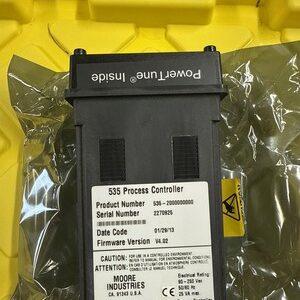 PowerTune® Inside
535 Process Controller
Product Number 535-2000000000
Serial Number 2270925
Date Code 01/29/13
Firmware Version V4.02
CAUTION:
ATTENTION:
MOORE
INDUSTRIES
CA, 91343 U.S.A.
Electrical Rating:
90 - 250 Vac
50/60 Hz
25 VA max.